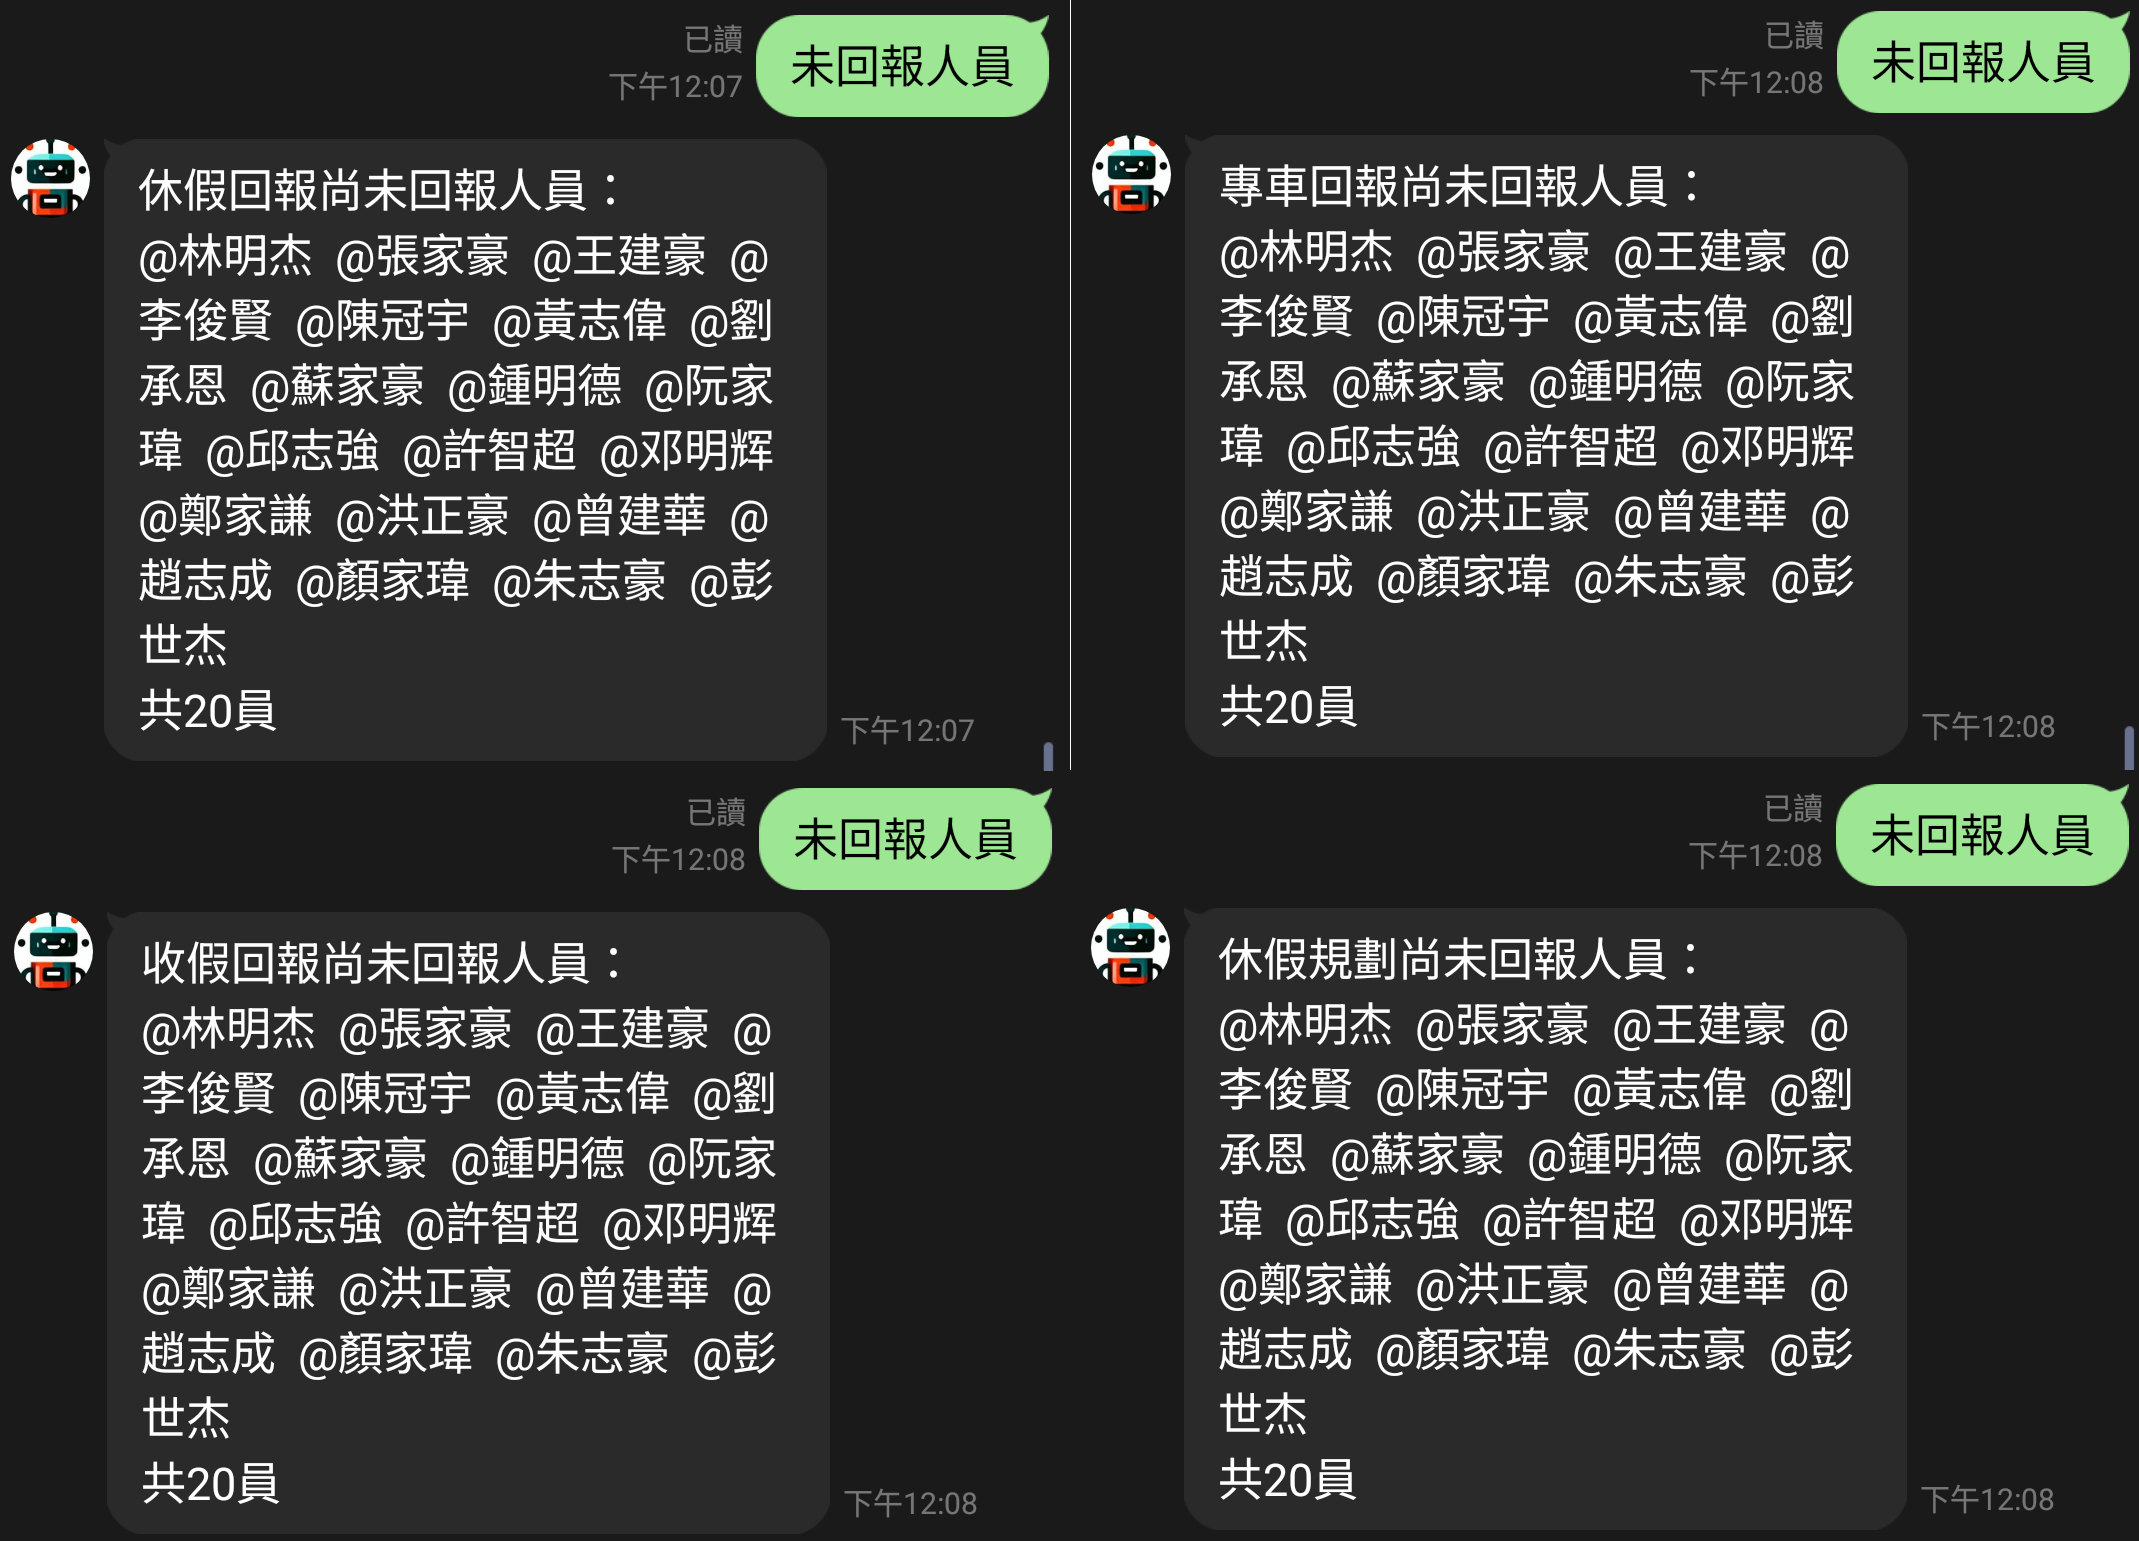 已讀
下午12:07
未回報人員
休假回報尚未回報人員：
@林明杰 @張家豪 @王建豪 @
李俊賢 @陳冠宇 @黃志偉 @劉
承恩 @蘇家豪 @鍾明德 @阮家
瑋 @邱志強 @許智超 @邓明辉
@鄭家謙 @洪正豪 @曾建華 @
趙志成 @顏家瑋 @朱志豪 @彭
世杰
共20員
下午12:07
已讀
下午12:08
未回報人員
專車回報尚未回報人員：
@林明杰 @張家豪 @王建豪 @
李俊賢 @陳冠宇 @黃志偉 @劉
承恩 @蘇家豪 @鍾明德 @阮家
瑋 @邱志強 @許智超 @邓明辉
@鄭家謙 @洪正豪 @曾建華 @
趙志成 @顏家瑋 @朱志豪 @彭
世杰
共20員
下午12:08
已讀
下午12:08
未回報人員
收假回報尚未回報人員：
@林明杰 @張家豪 @王建豪 @
李俊賢 @陳冠宇 @黃志偉 @劉
承恩 @蘇家豪 @鍾明德 @阮家
瑋 @邱志強 @許智超 @邓明辉
@鄭家謙 @洪正豪 @曾建華 @
趙志成 @顏家瑋 @朱志豪 @彭
世杰
共20員
下午12:08
已讀
下午12:08
未回報人員
休假規劃尚未回報人員：
@林明杰 @張家豪 @王建豪 @
李俊賢 @陳冠宇 @黃志偉 @劉
承恩 @蘇家豪 @鍾明德 @阮家
瑋 @邱志強 @許智超 @邓明辉
@鄭家謙 @洪正豪 @曾建華 @
趙志成 @顏家瑋 @朱志豪 @彭
世杰
共20員
下午12:08